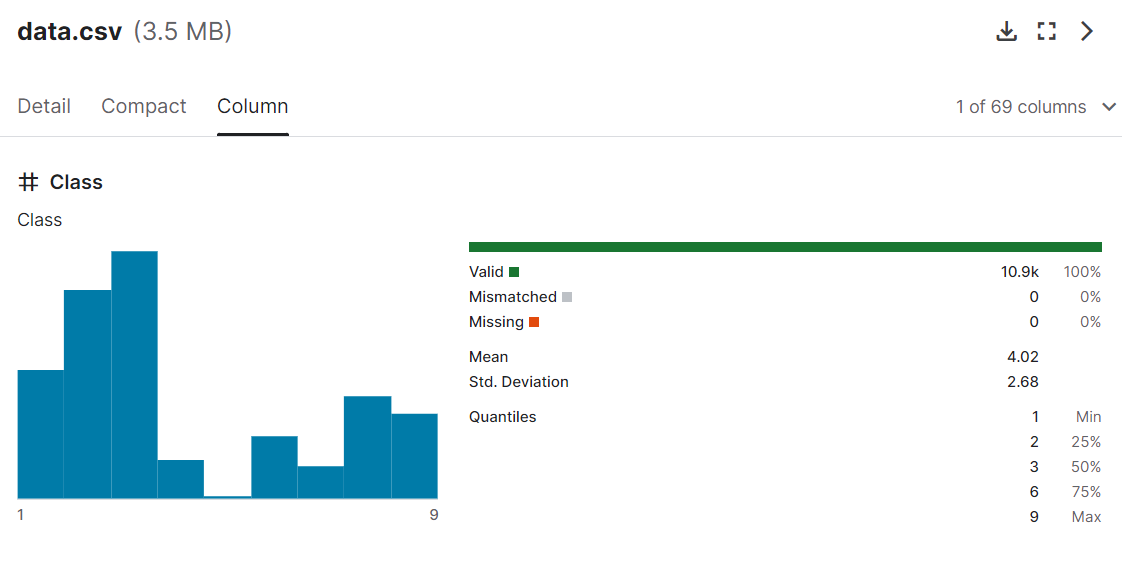 data.csv (3.5 MB)
Detail Compact Column 1 of 69 columns
# Class
Class
1 9
Valid 10.9k 100%
Mismatched 0 0%
Missing 0 0%
Mean 4.02
Std. Deviation 2.68
Quantiles 1 Min
2 25%
3 50%
6 75%
9 Max